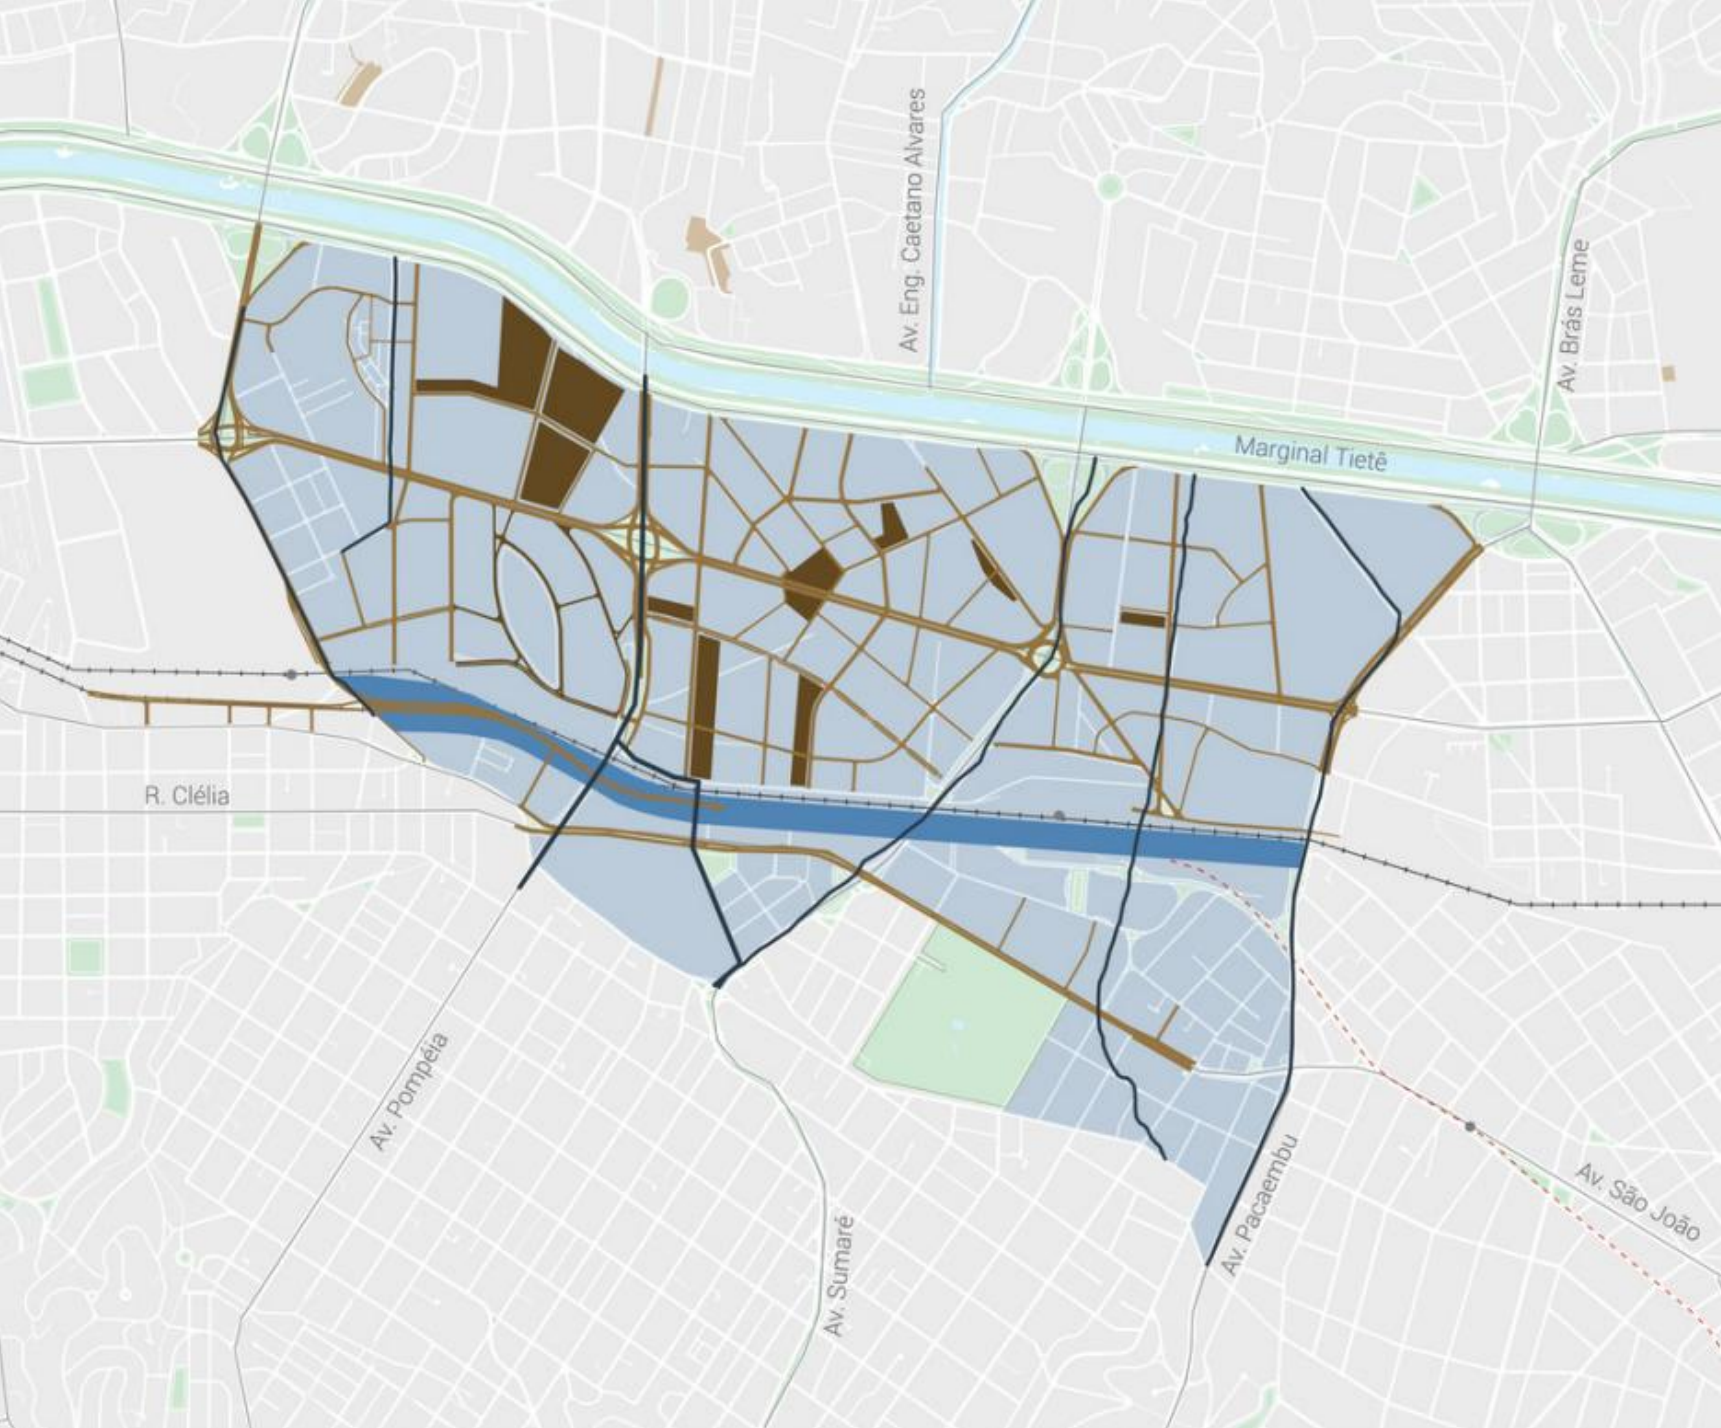 Av. Eng. Caetano Alvares
Av. Brás Leme
Marginal Tietê
R. Clélia
Av. Pompéia
Av. Sumaré
Av. Pacaembu
Av. São João